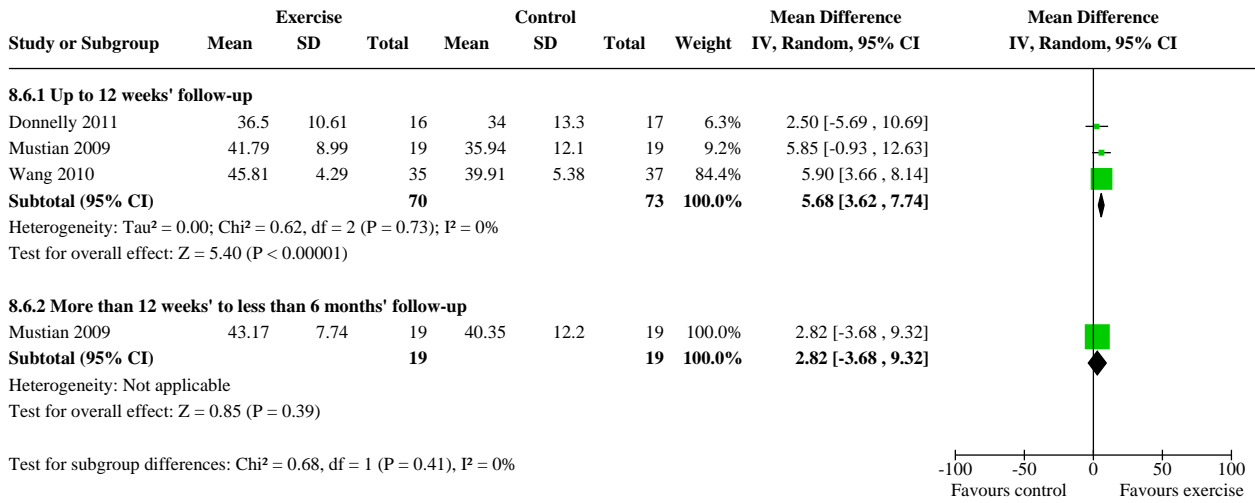 Exercise Control Mean Difference Mean Difference
Study or Subgroup Mean SD Total Mean SD Total Weight IV, Random, 95% CI IV, Random, 95% CI
8.6.1 Up to 12 weeks' follow-up
Donnelly 2011 36.5 10.61 16 34 13.3 17 6.3% 2.50 [-5.69 , 10.69]
Mustian 2009 41.79 8.99 19 35.94 12.1 19 9.2% 5.85 [-0.93 , 12.63]
Wang 2010 45.81 4.29 35 39.91 5.38 37 84.4% 5.90 [3.66 , 8.14]
Subtotal (95% CI) 70 73 100.0% 5.68 [3.62 , 7.74]
Heterogeneity: Tau² = 0.00; Chi² = 0.62, df = 2 (P = 0.73); I² = 0%
Test for overall effect: Z = 5.40 (P < 0.00001)
8.6.2 More than 12 weeks' to less than 6 months' follow-up
Mustian 2009 43.17 7.74 19 40.35 12.2 19 100.0% 2.82 [-3.68 , 9.32]
Subtotal (95% CI) 19 19 100.0% 2.82 [-3.68 , 9.32]
Heterogeneity: Not applicable
Test for overall effect: Z = 0.85 (P = 0.39)
Test for subgroup differences: Chi² = 0.68, df = 1 (P = 0.41), I² = 0%
-100 -50 0 50 100
Favours control Favours exercise